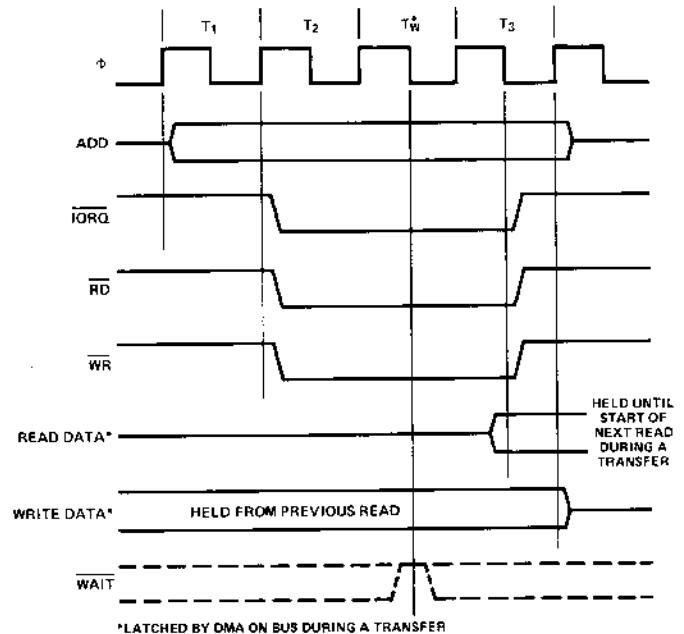 T1 T2 T*W T3
Φ
ADD
IORQ
RD
WR
READ DATA*
HELD UNTIL
START OF
NEXT READ
DURING A
TRANSFER
WRITE DATA*
HELD FROM PREVIOUS READ
WAIT
*LATCHED BY DMA ON BUS DURING A TRANSFER